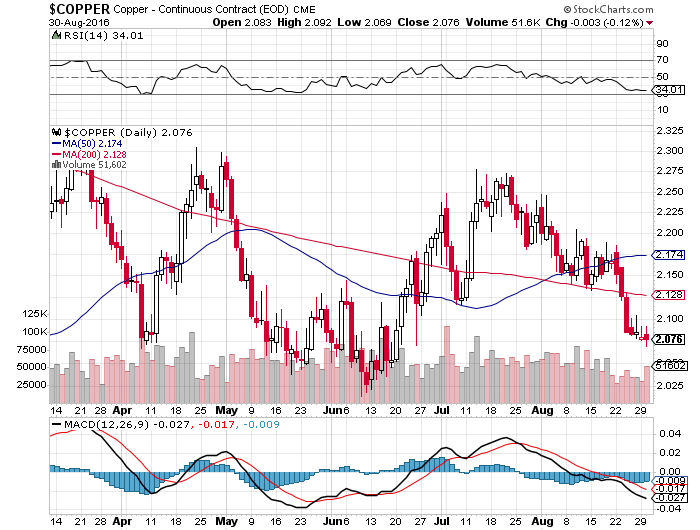 $COPPER Copper - Continuous Contract (EOD) CME © StockCharts.com
30-Aug-2016 Open 2.083 High 2.092 Low 2.069 Close 2.076 Volume 51.6K Chg -0.003 (-0.12%)
RSI(14) 34.01
90
70
50
34.01
30
10
$COPPER (Daily) 2.076
MA(50) 2.174
MA(200) 2.128
Volume 51,602
2.325
2.300
2.275
2.250
2.225
2.200
2.174
2.150
2.128
2.100
2.076
2.050
2.025
125K
100K
75000
50000
25000
51602
14 21 28 Apr 11 18 25 May 9 16 23 Jun 6 13 20 27 Jul 11 18 25 Aug 8 15 22 29
MACD(12,26,9) -0.027, -0.017, -0.009
0.04
0.02
0.00
-0.009
-0.017
-0.027
-0.04
14 21 28 Apr 11 18 25 May 9 16 23 Jun 6 13 20 27 Jul 11 18 25 Aug 8 15 22 29